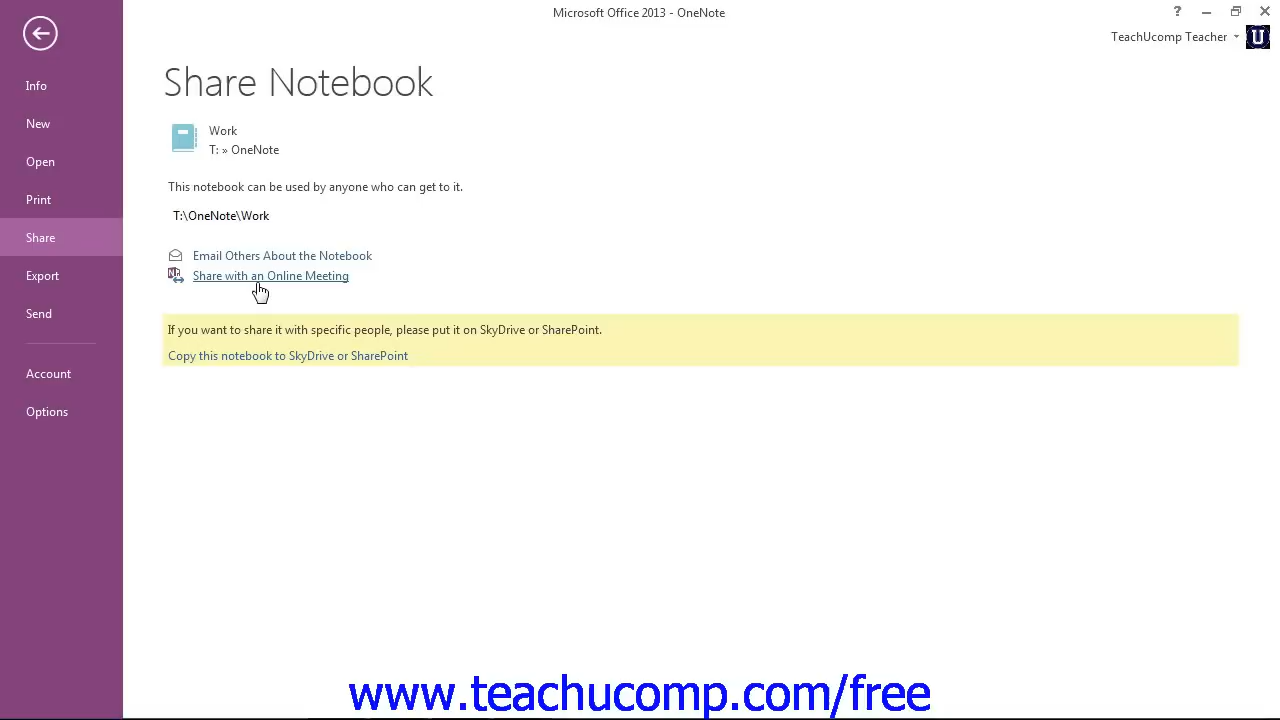 Microsoft Office 2013 - OneNote
?
TeachUcomp Teacher
U
Info
New
Open
Print
Share
Export
Send
Account
Options
Share Notebook
Work
T: » OneNote
This notebook can be used by anyone who can get to it.
T:\OneNote\Work
Email Others About the Notebook
Share with an Online Meeting
If you want to share it with specific people, please put it on SkyDrive or SharePoint.
Copy this notebook to SkyDrive or SharePoint
www.teachucomp.com/free